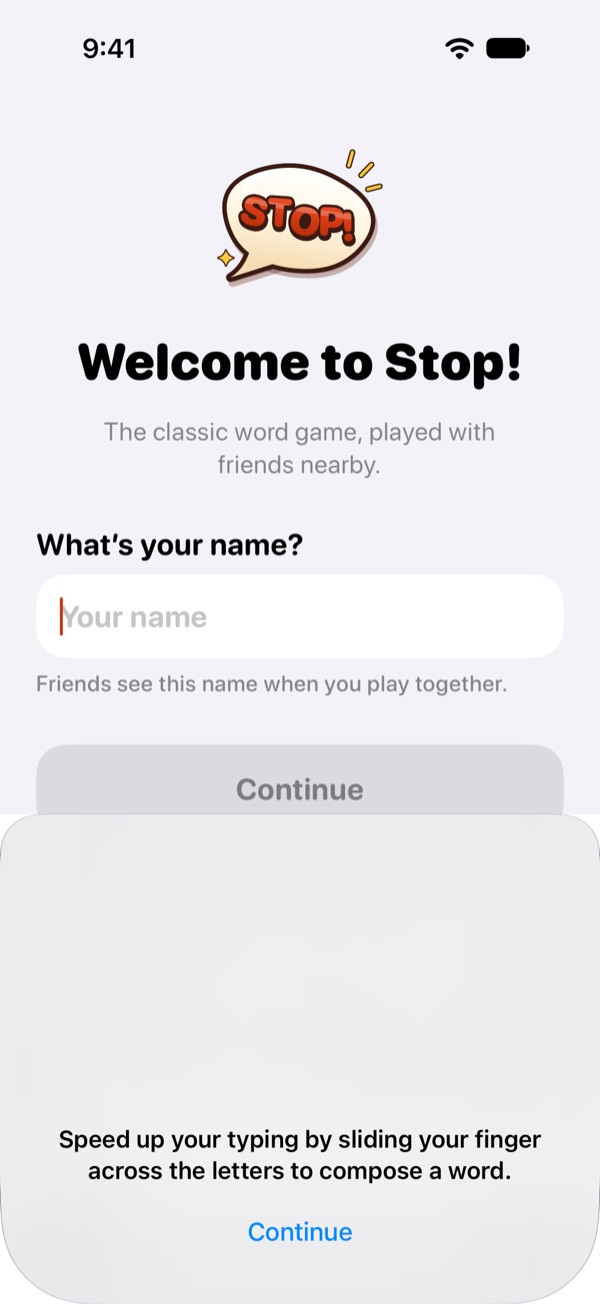 9:41
STOP!
Welcome to Stop!
The classic word game, played with
friends nearby.
What’s your name?
Your name
Friends see this name when you play together.
Continue
Speed up your typing by sliding your finger
across the letters to compose a word.
Continue